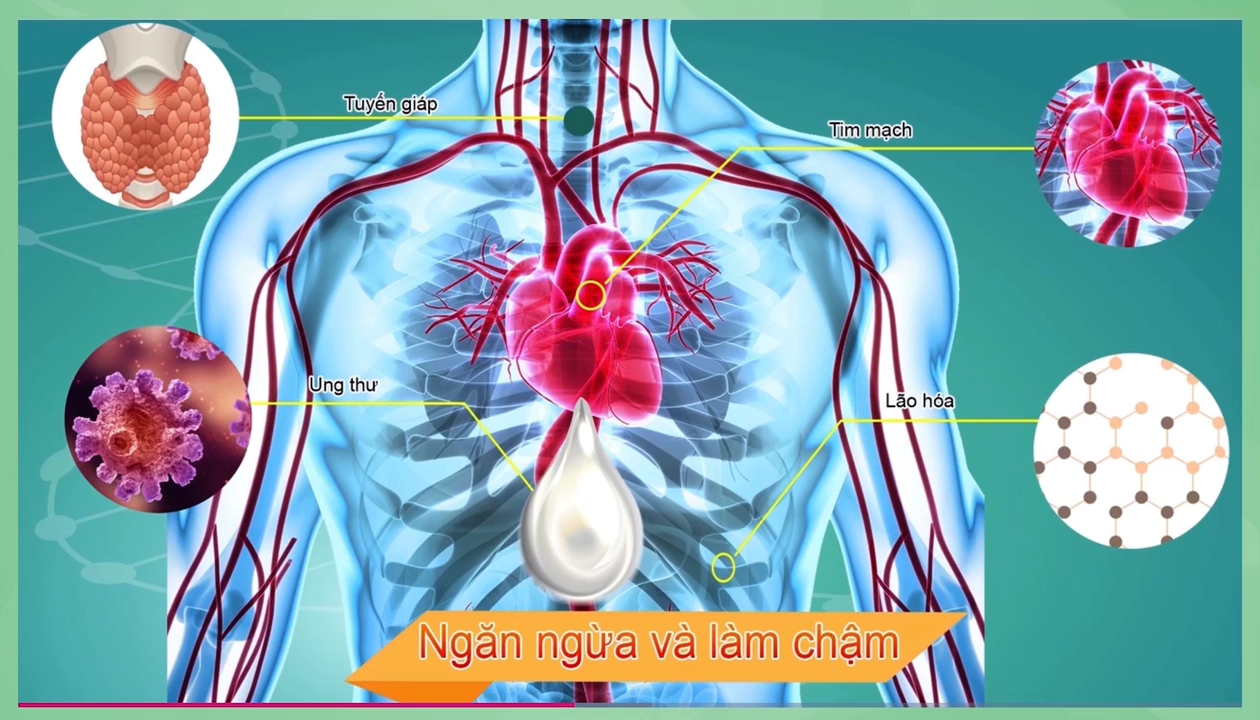 Tuyến giáp
Tim mạch
Ung thư
Lão hóa
Ngăn ngừa và làm chậm